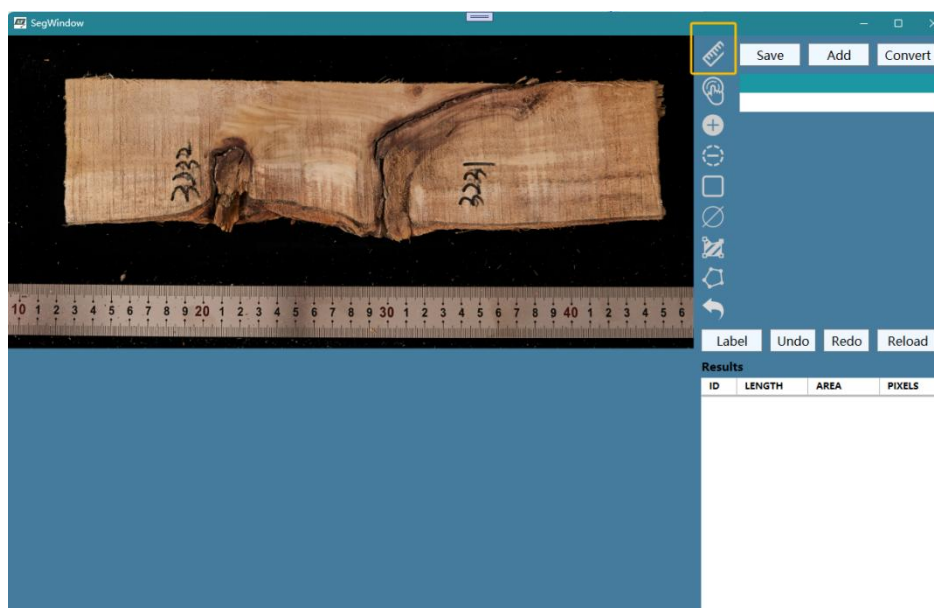 SegWindow
Save Add Convert
3232
3231
10 1 2 3 4 5 6 7 8 9 20 1 2 3 4 5 6 7 8 9 30 1 2 3 4 5 6 7 8 9 40 1 2 3 4 5 6
Label Undo Redo Reload
Results
ID LENGTH AREA PIXELS